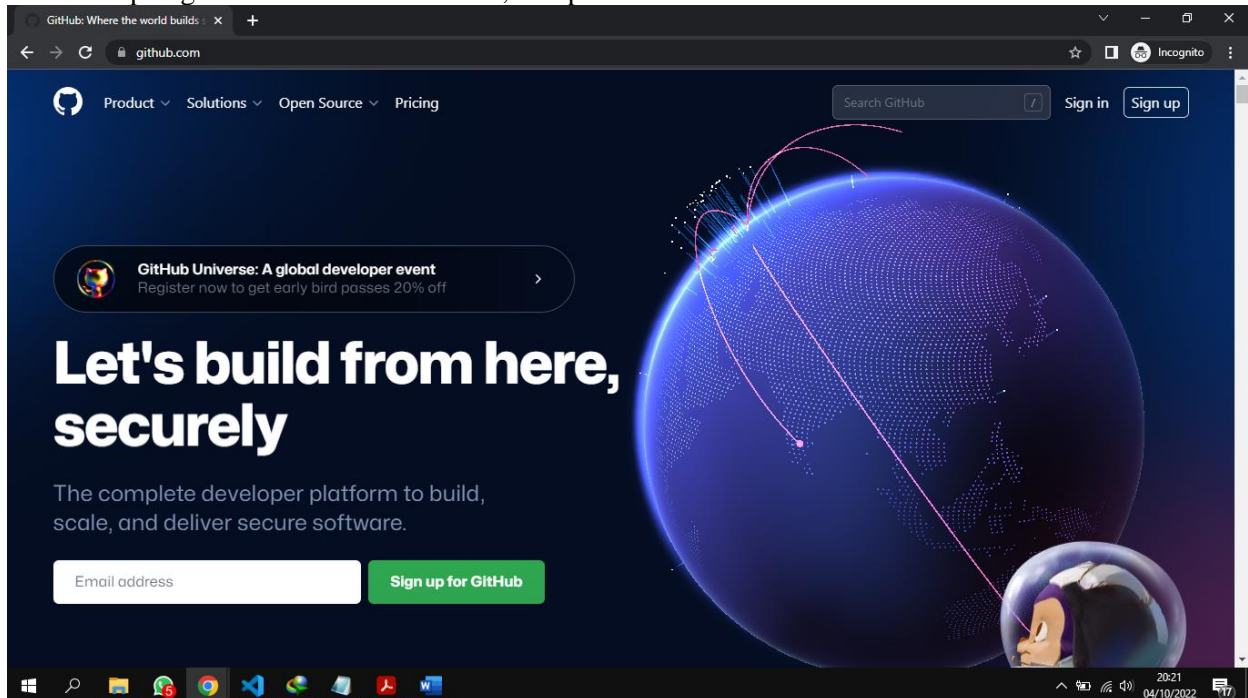 GitHub: Where the world builds s
github.com
Incognito
Product Solutions Open Source Pricing
Search GitHub
/
Sign in
Sign up
GitHub Universe: A global developer event
Register now to get early bird passes 20% off
Let's build from here,
securely
The complete developer platform to build,
scale, and deliver secure software.
Email address
Sign up for GitHub
5
20:21
04/10/2022
17